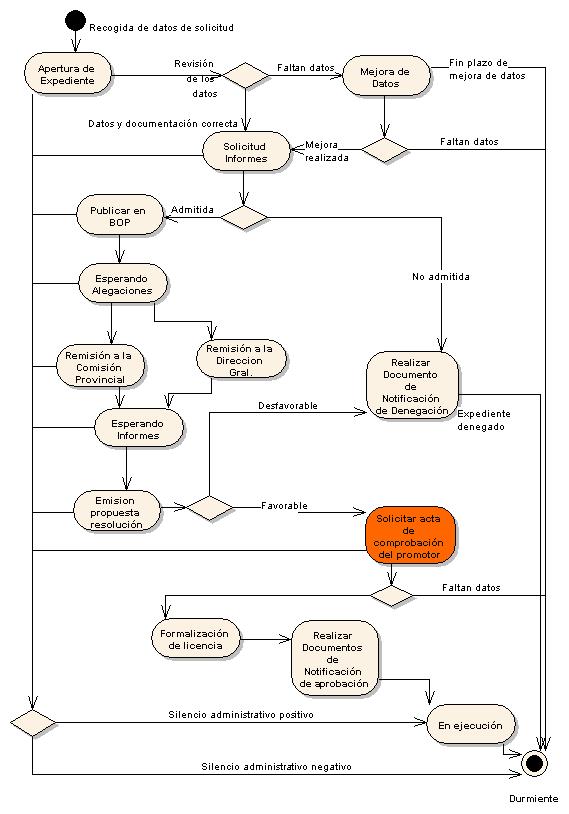 Recogida de datos de solicitud
Apertura de
Expediente
Revisión
de los
datos
Faltan datos
Mejora de
Datos
Fin plazo de
mejora de datos
Datos y documentación correcta
Solicitud
Informes
Mejora
realizada
Faltan datos
Publicar en
BOP
Admitida
No admitida
Esperando
Alegaciones
Remisión a la
Comisión
Provincial
Remisión a la
Direccion
Gral.
Realizar
Documento
de
Notificación
de Denegación
Esperando
Informes
Desfavorable
Expediente
denegado
Emision
propuesta
resolución
Favorable
Solicitar acta
de
comprobación
del promotor
Faltan datos
Formalización
de licencia
Realizar
Documentos
de
Notificación
de aprobación
Silencio administrativo positivo
En ejecución
Silencio administrativo negativo
Durmiente